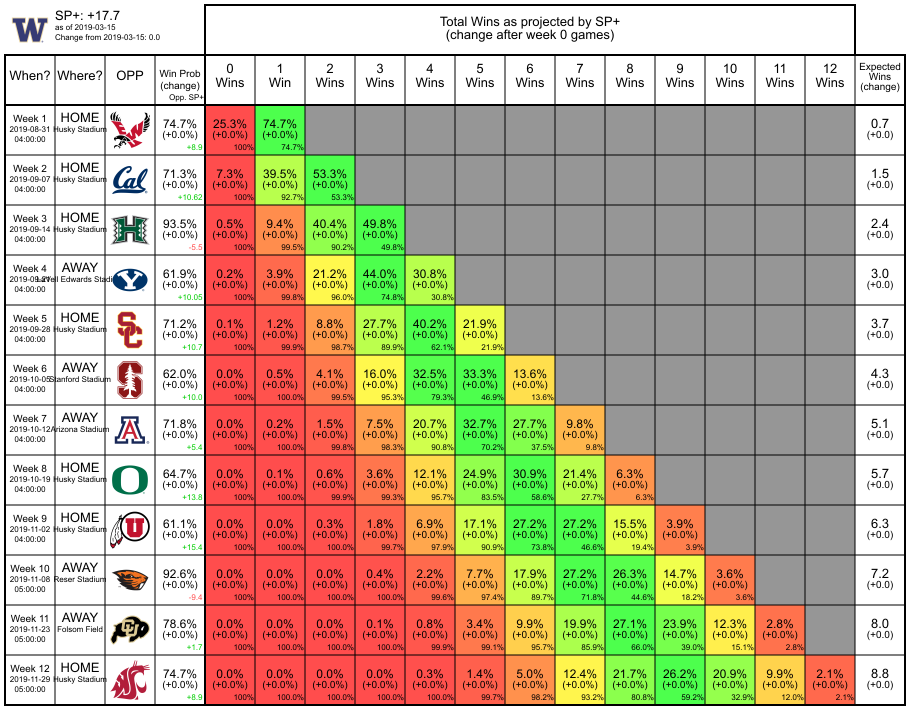 SP+: +17.7
as of 2019-03-15
Change from 2019-03-15: 0.0
Total Wins as projected by SP+
(change after week 0 games)
When? Where? OPP Win Prob (change) Opp. SP+ 0 Wins 1 Win 2 Wins 3 Wins 4 Wins 5 Wins 6 Wins 7 Wins 8 Wins 9 Wins 10 Wins 11 Wins 12 Wins Expected Wins (change)
Week 1 HOME 74.7% 25.3% 74.7% 0.7
2019-08-31 Husky Stadium (+0.0%) (+0.0%) (+0.0%) (+0.0)
04:00:00 +8.9 100% 74.7%
Week 2 HOME Cal 71.3% 7.3% 39.5% 53.3% 1.5
2019-09-07 Husky Stadium (+0.0%) (+0.0%) (+0.0%) (+0.0%) (+0.0)
04:00:00 +10.62 100% 92.7% 53.3%
Week 3 HOME H 93.5% 0.5% 9.4% 40.4% 49.8% 2.4
2019-09-14 Husky Stadium (+0.0%) (+0.0%) (+0.0%) (+0.0%) (+0.0%) (+0.0)
04:00:00 -5.5 100% 99.5% 90.2% 49.8%
Week 4 AWAY Y 61.9% 0.2% 3.9% 21.2% 44.0% 30.8% 3.0
Edwards (+0.0%) (+0.0%) (+0.0%) (+0.0%) (+0.0%) (+0.0%) (+0.0)
04:00:00 +10.05 100% 99.8% 96.0% 74.8% 30.8%
Week 5 HOME SC 71.2% 0.1% 1.2% 8.8% 27.7% 40.2% 21.9% 3.7
2019-09-28 Husky Stadium (+0.0%) (+0.0%) (+0.0%) (+0.0%) (+0.0%) (+0.0%) (+0.0%) (+0.0)
04:00:00 +10.7 100% 99.9% 98.7% 89.9% 62.1% 21.9%
Week 6 AWAY S 62.0% 0.0% 0.5% 4.1% 16.0% 32.5% 33.3% 13.6% 4.3
2019-10-05 Stanford Stadium (+0.0%) (+0.0%) (+0.0%) (+0.0%) (+0.0%) (+0.0%) (+0.0%) (+0.0%) (+0.0)
04:00:00 +10.0 100% 100.0% 99.5% 95.3% 79.3% 46.9% 13.6%
Week 7 AWAY A 71.8% 0.0% 0.2% 1.5% 7.5% 20.7% 32.7% 27.7% 9.8% 5.1
2019-10-12 Arizona Stadium (+0.0%) (+0.0%) (+0.0%) (+0.0%) (+0.0%) (+0.0%) (+0.0%) (+0.0%) (+0.0%) (+0.0)
04:00:00 +5.4 100% 100.0% 99.8% 98.3% 90.8% 70.2% 37.5% 9.8%
Week 8 HOME O 64.7% 0.0% 0.1% 0.6% 3.6% 12.1% 24.9% 30.9% 21.4% 6.3% 5.7
2019-10-19 Husky Stadium (+0.0%) (+0.0%) (+0.0%) (+0.0%) (+0.0%) (+0.0%) (+0.0%) (+0.0%) (+0.0%) (+0.0%) (+0.0)
04:00:00 +13.8 100% 100.0% 99.9% 99.3% 95.7% 83.5% 58.6% 27.7% 6.3%
Week 9 HOME U 61.1% 0.0% 0.0% 0.3% 1.8% 6.9% 17.1% 27.2% 27.2% 15.5% 3.9% 6.3
2019-11-02 Husky Stadium (+0.0%) (+0.0%) (+0.0%) (+0.0%) (+0.0%) (+0.0%) (+0.0%) (+0.0%) (+0.0%) (+0.0%) (+0.0%) (+0.0)
04:00:00 +15.4 100% 100.0% 100.0% 99.7% 97.9% 90.9% 73.8% 46.6% 19.4% 3.9%
Week 10 AWAY 92.6% 0.0% 0.0% 0.0% 0.4% 2.2% 7.7% 17.9% 27.2% 26.3% 14.7% 3.6% 7.2
2019-11-08 Reser Stadium (+0.0%) (+0.0%) (+0.0%) (+0.0%) (+0.0%) (+0.0%) (+0.0%) (+0.0%) (+0.0%) (+0.0%) (+0.0%) (+0.0%) (+0.0)
05:00:00 -9.4 100% 100.0% 100.0% 100.0% 99.6% 97.4% 89.7% 71.8% 44.6% 18.2% 3.6%
Week 11 AWAY CU 78.6% 0.0% 0.0% 0.0% 0.1% 0.8% 3.4% 9.9% 19.9% 27.1% 23.9% 12.3% 2.8% 8.0
2019-11-23 Folsom Field (+0.0%) (+0.0%) (+0.0%) (+0.0%) (+0.0%) (+0.0%) (+0.0%) (+0.0%) (+0.0%) (+0.0%) (+0.0%) (+0.0%) (+0.0%) (+0.0)
05:00:00 +1.7 100% 100.0% 100.0% 100.0% 99.9% 99.1% 95.7% 85.9% 66.0% 39.0% 15.1% 2.8%
Week 12 HOME 74.7% 0.0% 0.0% 0.0% 0.0% 0.3% 1.4% 5.0% 12.4% 21.7% 26.2% 20.9% 9.9% 2.1% 8.8
2019-11-29 Husky Stadium (+0.0%) (+0.0%) (+0.0%) (+0.0%) (+0.0%) (+0.0%) (+0.0%) (+0.0%) (+0.0%) (+0.0%) (+0.0%) (+0.0%) (+0.0%) (+0.0%) (+0.0)
05:00:00 +8.9 100% 100.0% 100.0% 100.0% 100.0% 99.7% 98.2% 93.2% 80.8% 59.2% 32.9% 12.0% 2.1%